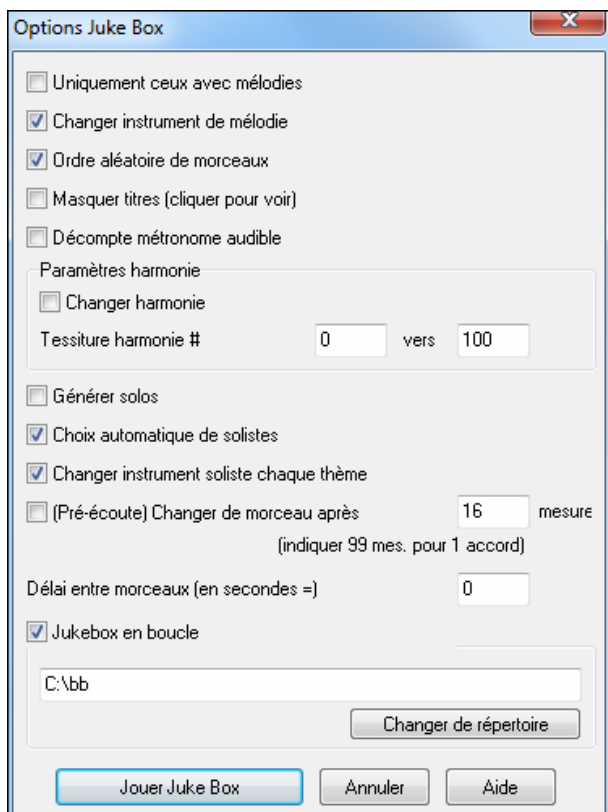 Options Juke Box
Uniquement ceux avec mélodies
Changer instrument de mélodie
Ordre aléatoire de morceaux
Masquer titres (cliquer pour voir)
Décompte métronome audible
Paramètres harmonie
Changer harmonie
Tessiture harmonie # 0 vers 100
Générer solos
Choix automatique de solistes
Changer instrument soliste chaque thème
(Pré-écoute) Changer de morceau après 16 mesure
(indiquer 99 mes. pour 1 accord)
Délai entre morceaux (en secondes =) 0
Jukebox en boucle
C:\bb
Changer de répertoire
Jouer Juke Box Annuler Aide